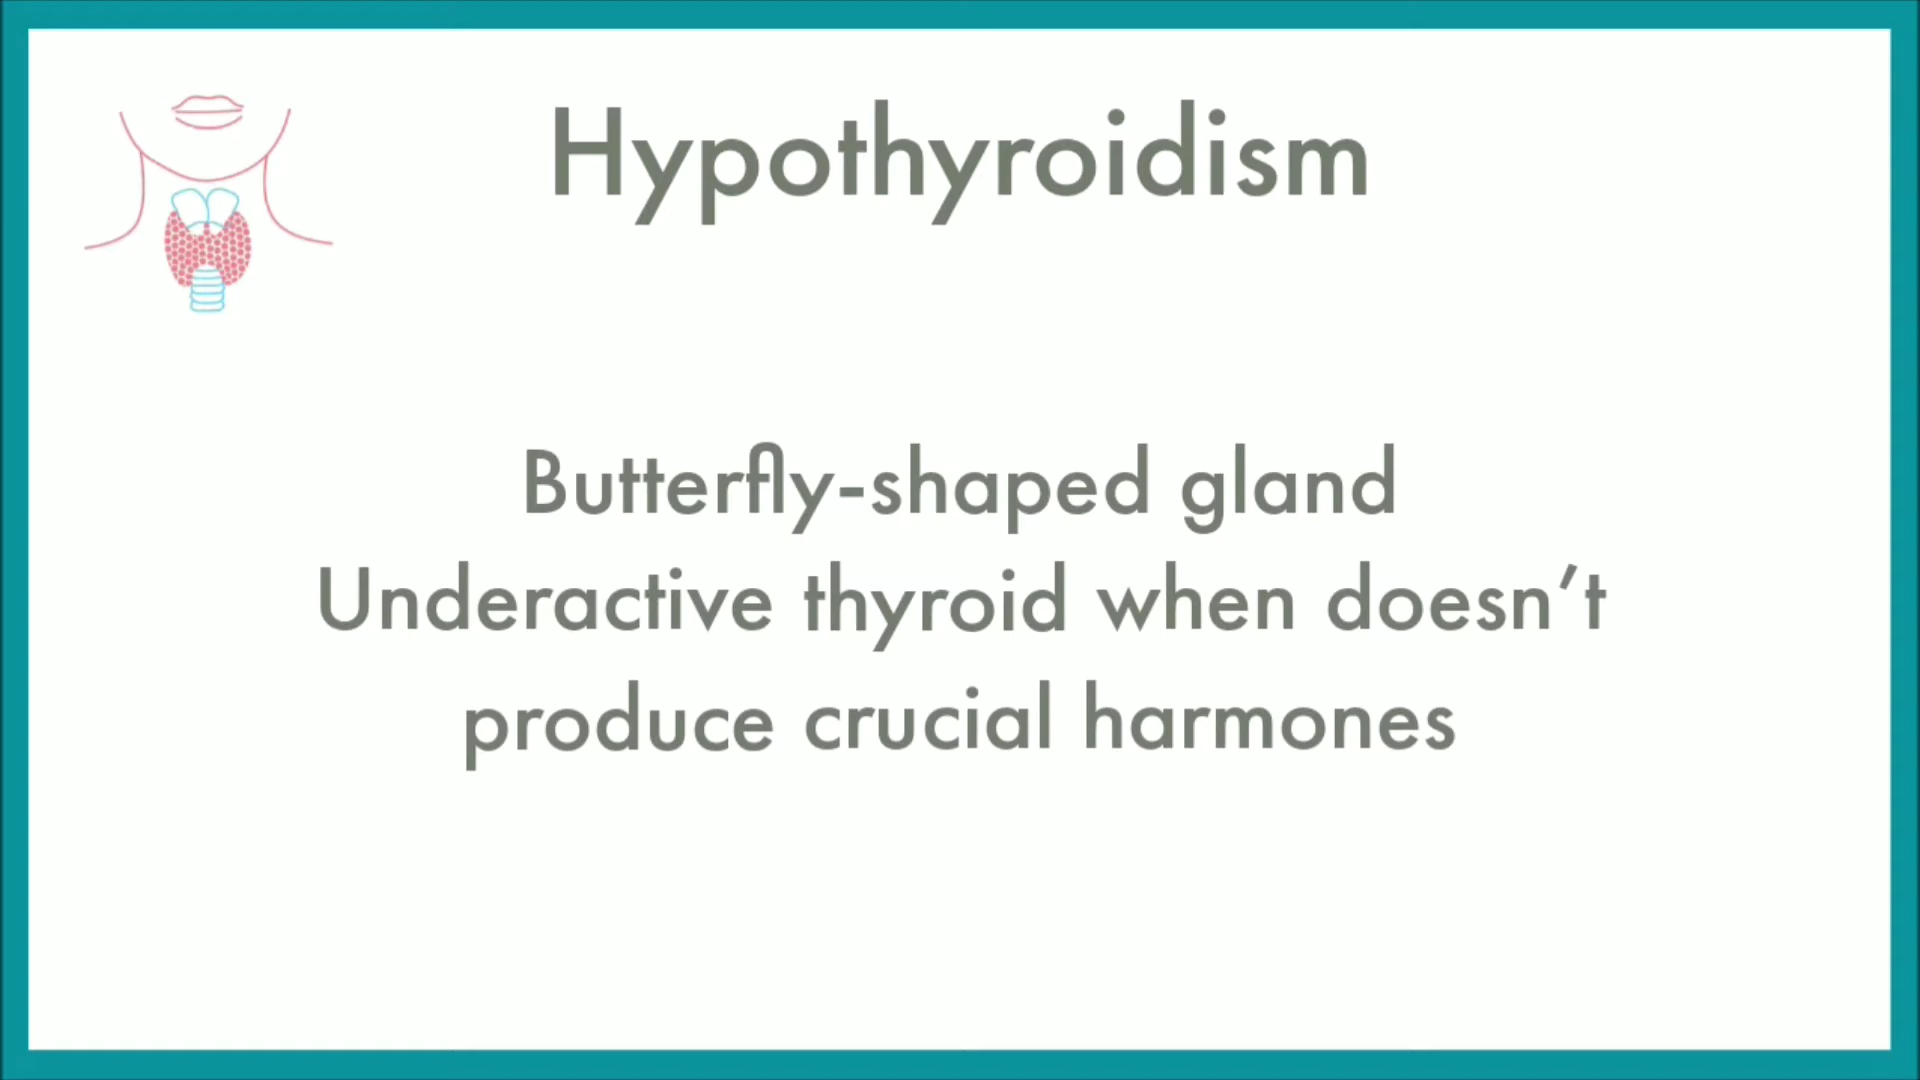 Hypothyroidism
Butterfly-shaped gland
Underactive thyroid when doesn’t
produce crucial harmones